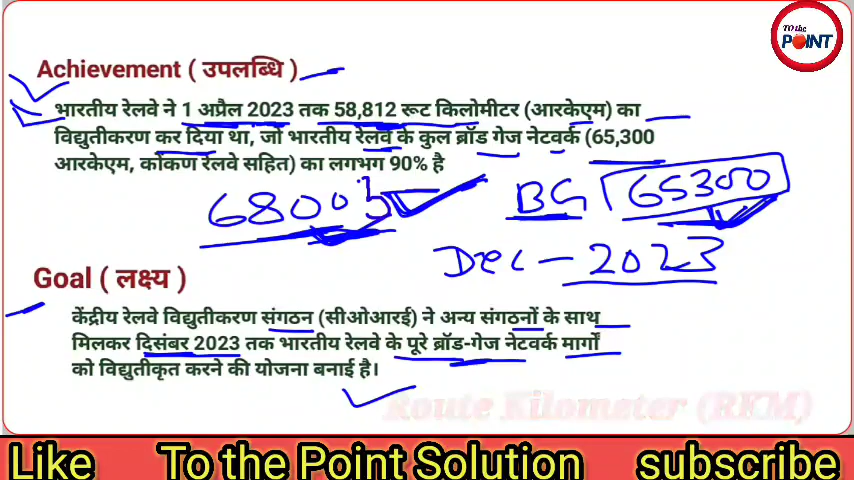 TO the
POINT
Achievement ( उपलब्धि )
भारतीय रेलवे ने 1 अप्रैल 2023 तक 58,812 रूट किलोमीटर (आरकेएम) का
विद्युतीकरण कर दिया था, जो भारतीय रेलवे के कुल ब्रॉड गेज नेटवर्क (65,300
आरकेएम, कोंकण रेलवे सहित) का लगभग 90% है
68003 BG 65300
Dec - 2023
Goal ( लक्ष्य )
केंद्रीय रेलवे विद्युतीकरण संगठन (सीओआरई) ने अन्य संगठनों के साथ
मिलकर दिसंबर 2023 तक भारतीय रेलवे के पूरे ब्रॉड-गेज नेटवर्क मार्गों
को विद्युतीकृत करने की योजना बनाई है।
Route Kilometer (RKM)
Like To the Point Solution subscribe